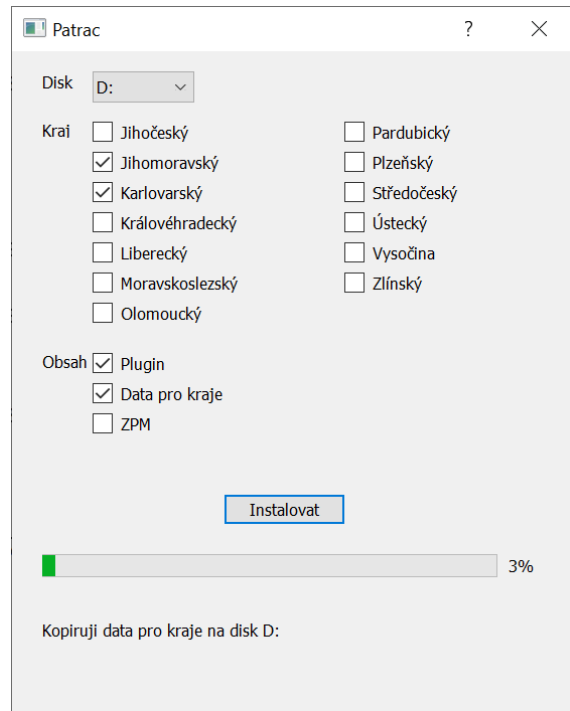 Patrac
Disk D:
Kraj Jihočeský Pardubický
Jihomoravský Plzeňský
Karlovarský Středočeský
Královéhradecký Ústecký
Liberecký Vysočina
Moravskoslezský Zlínský
Olomoucký
Obsah Plugin
Data pro kraje
ZPM
Instalovat
3%
Kopiruji data pro kraje na disk D: